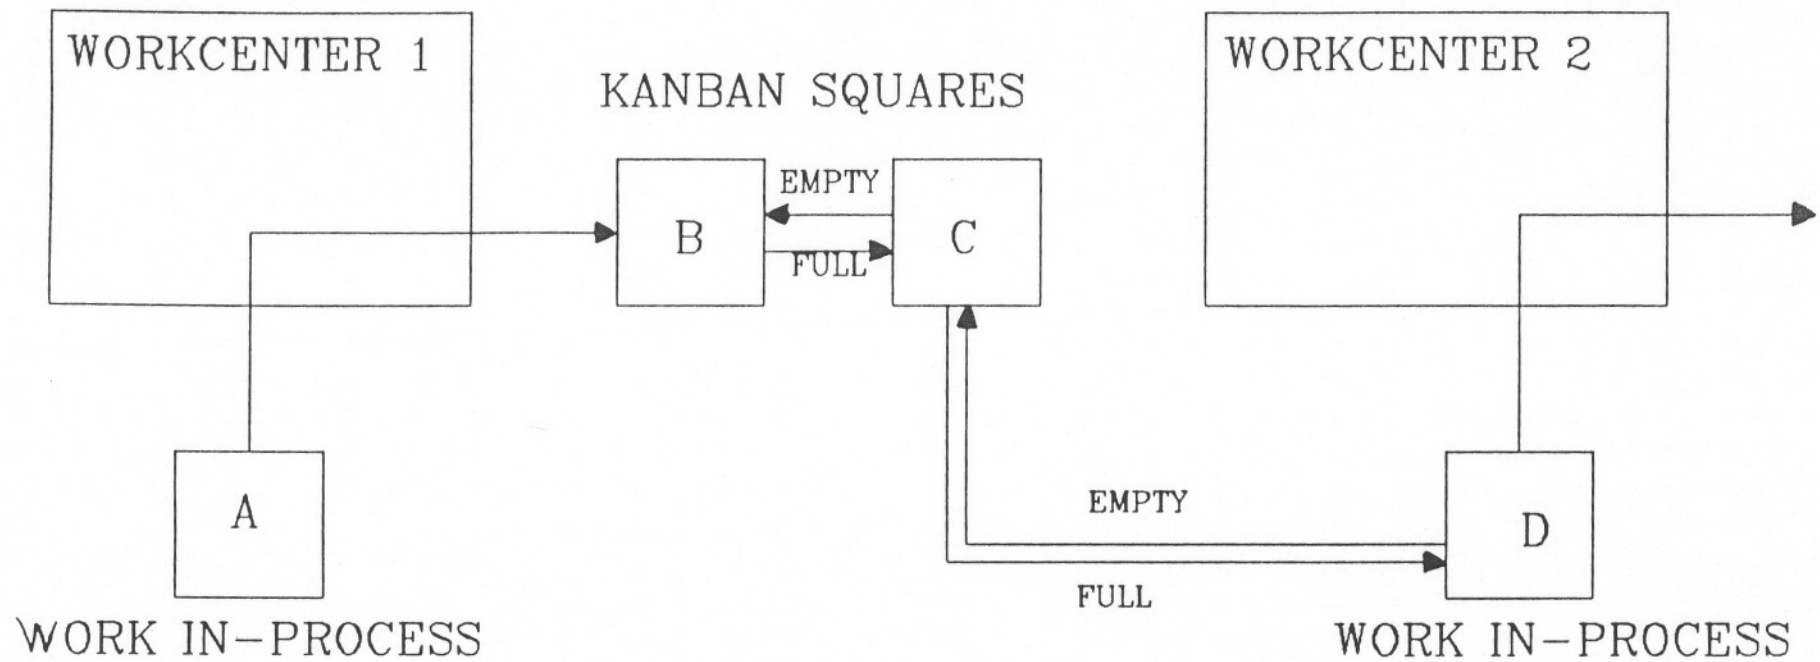 WORKCENTER 1
KANBAN SQUARES
WORKCENTER 2
EMPTY
B
C
FULL
A
EMPTY
D
FULL
WORK IN-PROCESS
WORK IN-PROCESS